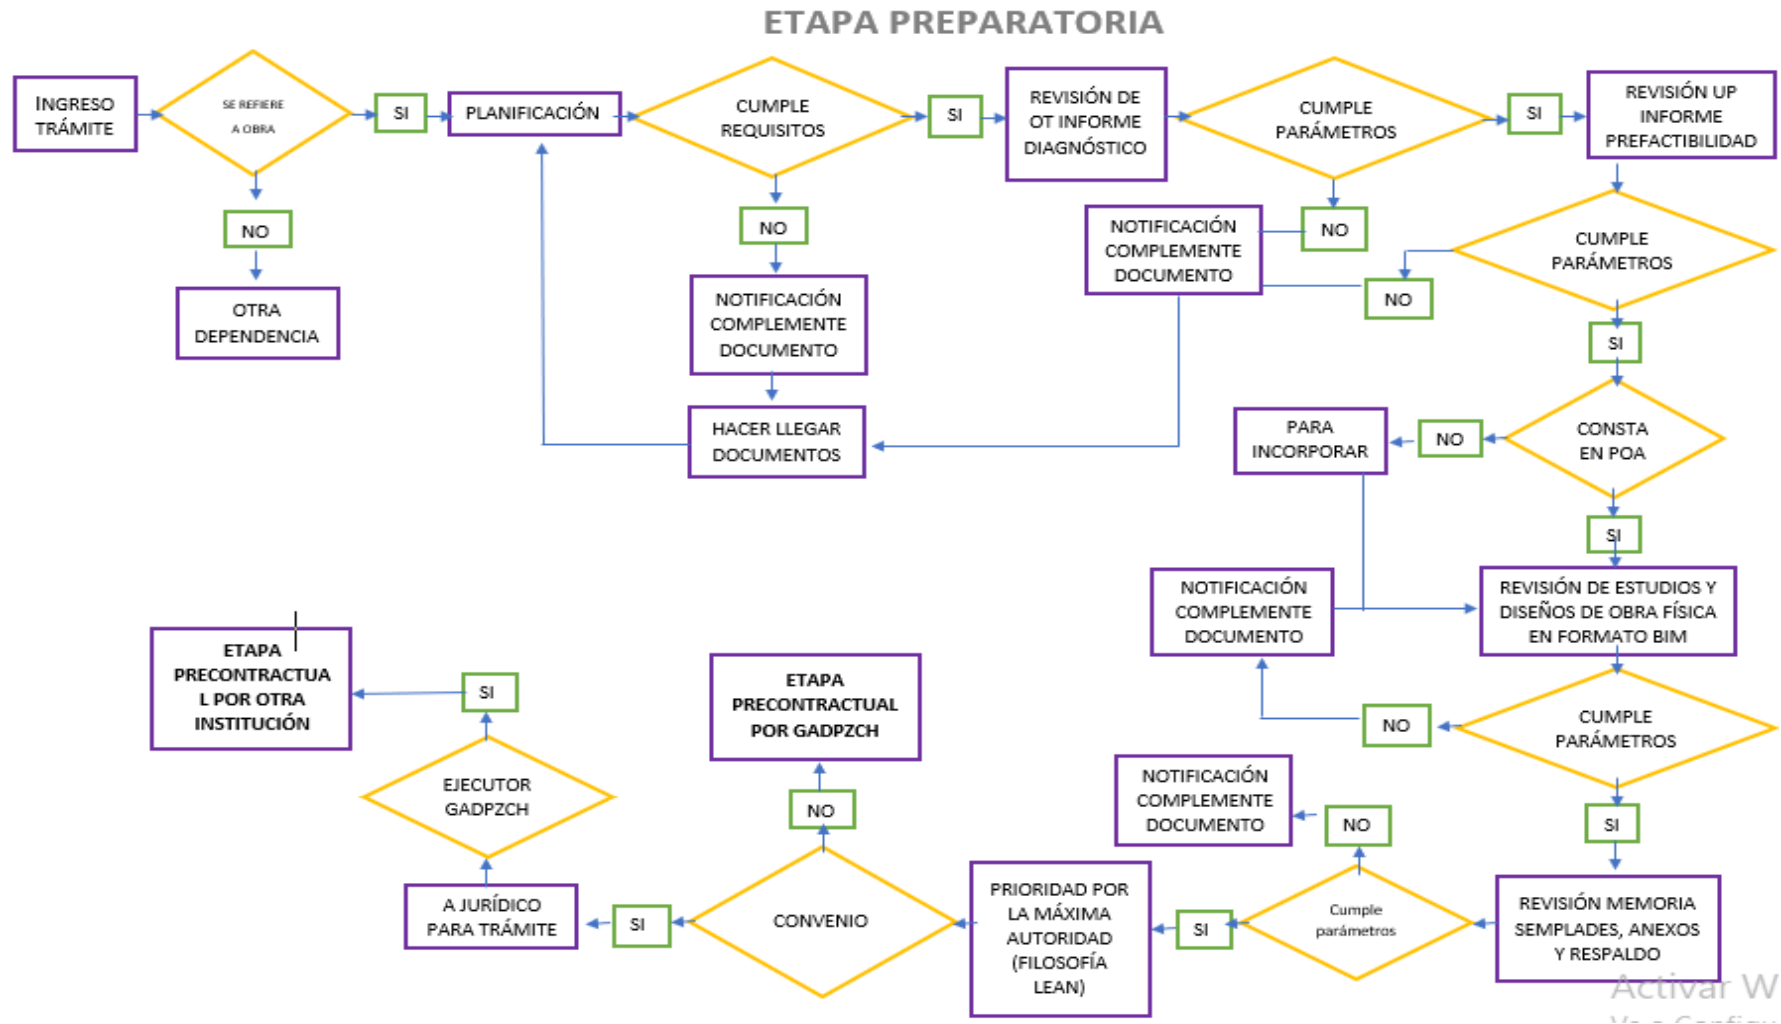 ETAPA PREPARATORIA
INGRESO
TRÁMITE
SE REFIERE
A OBRA
SI
PLANIFICACIÓN
CUMPLE
REQUISITOS
SI
REVISIÓN DE
OT INFORME
DIAGNÓSTICO
CUMPLE
PARÁMETROS
SI
REVISIÓN UP
INFORME
PREFACTIBILIDAD
NO
OTRA
DEPENDENCIA
NO
NOTIFICACIÓN
COMPLEMENTE
DOCUMENTO
HACER LLEGAR
DOCUMENTOS
NOTIFICACIÓN
COMPLEMENTE
DOCUMENTO
NO
NO
CUMPLE
PARÁMETROS
SI
CONSTA
EN POA
NO
PARA
INCORPORAR
SI
REVISIÓN DE ESTUDIOS Y
DISEÑOS DE OBRA FÍSICA
EN FORMATO BIM
NOTIFICACIÓN
COMPLEMENTE
DOCUMENTO
NO
CUMPLE
PARÁMETROS
SI
REVISIÓN MEMORIA
SEMPLADES, ANEXOS
Y RESPALDO
Cumple
parámetros
NO
NOTIFICACIÓN
COMPLEMENTE
DOCUMENTO
SI
PRIORIDAD POR
LA MÁXIMA
AUTORIDAD
(FILOSOFÍA
LEAN)
CONVENIO
NO
ETAPA
PRECONTRACTUAL
POR GADPZCH
SI
A JURÍDICO
PARA TRÁMITE
EJECUTOR
GADPZCH
SI
ETAPA
PRECONTRACTUA
L POR OTRA
INSTITUCIÓN
Activar W